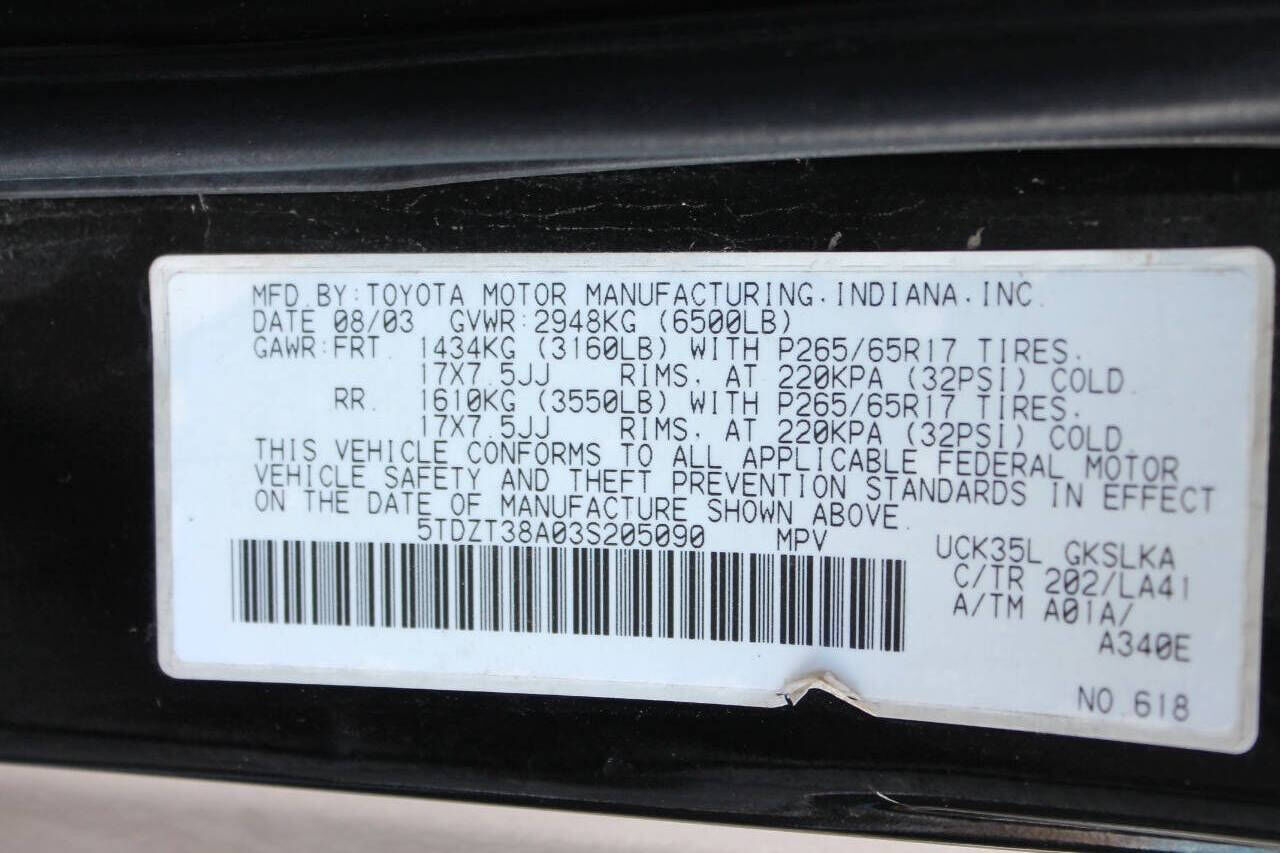 MFD.BY:TOYOTA MOTOR MANUFACTURING.INDIANA.INC.
DATE 08/03 GVWR:2948KG (6500LB)
GAWR:FRT. 1434KG (3160LB) WITH P265/65R17 TIRES.
17X7.5JJ RIMS. AT 220KPA (32PSI) COLD.
RR. 1610KG (3550LB) WITH P265/65R17 TIRES.
17X7.5JJ RIMS. AT 220KPA (32PSI) COLD.
THIS VEHICLE CONFORMS TO ALL APPLICABLE FEDERAL MOTOR
VEHICLE SAFETY AND THEFT PREVENTION STANDARDS IN EFFECT
ON THE DATE OF MANUFACTURE SHOWN ABOVE.
5TDZT38A03S205090 MPV
UCK35L GKSLKA
C/TR 202/LA41
A/TM A01A/
A340E
NO.618